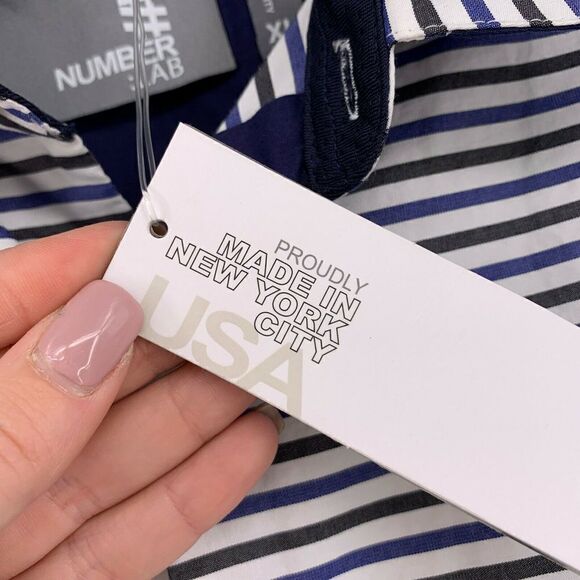 #
NUMBER
:LAB
XL
PROUDLY
MADE IN
NEW YORK
CITY
USA